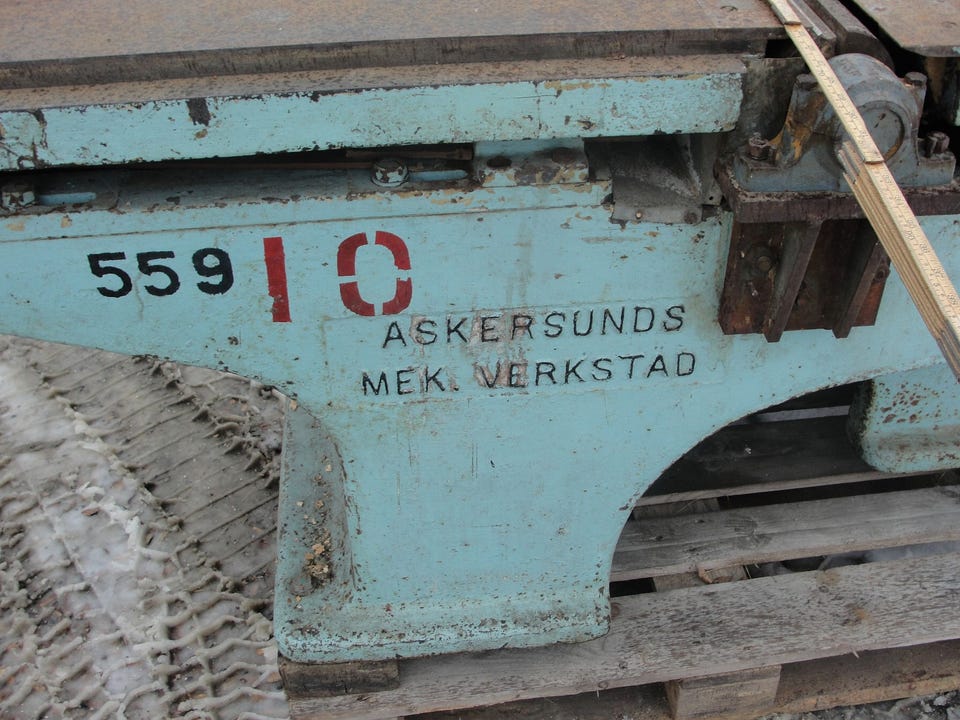 559 10
ASKERSUNDS
MEK. VERKSTAD